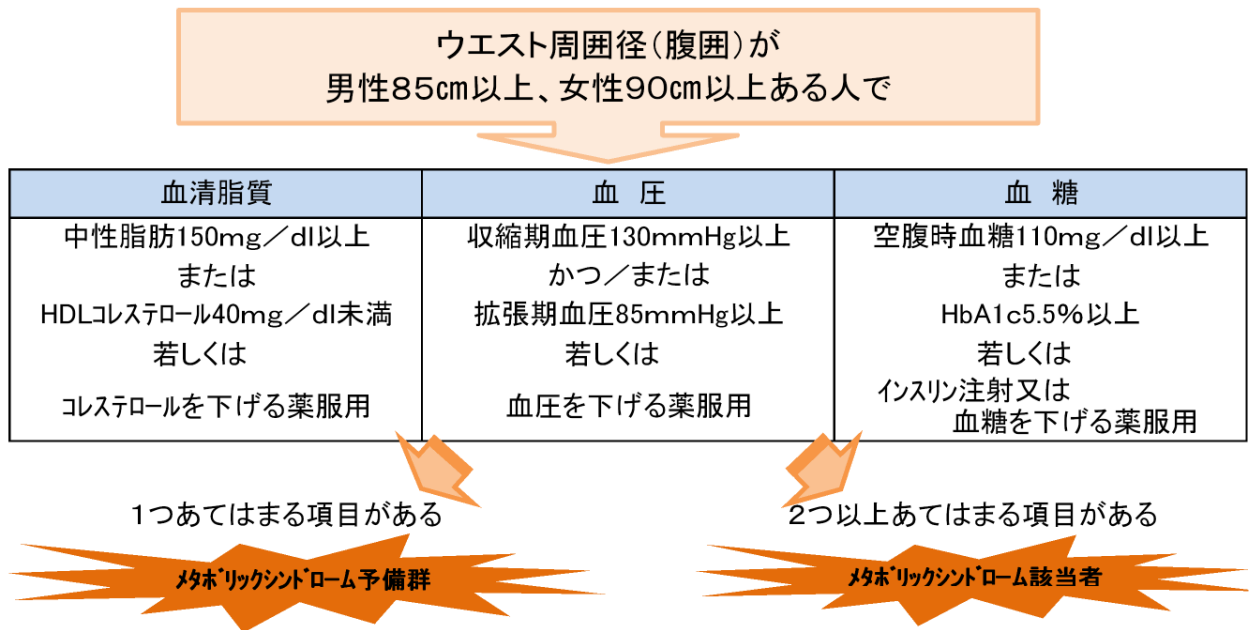 ウエスト周囲径(腹囲)が
男性85㎝以上、女性90㎝以上ある人で
血清脂質
中性脂肪150mg/dl以上
または
HDLコレステロール40mg/dl未満
若しくは
コレステロールを下げる薬服用
血 圧
収縮期血圧130mmHg以上
かつ/または
拡張期血圧85mmHg以上
若しくは
血圧を下げる薬服用
血 糖
空腹時血糖110mg/dl以上
または
HbA1c5.5%以上
若しくは
インスリン注射又は
血糖を下げる薬服用
1つあてはまる項目がある
メタボリックシンドローム予備群
2つ以上あてはまる項目がある
メタボリックシンドローム該当者